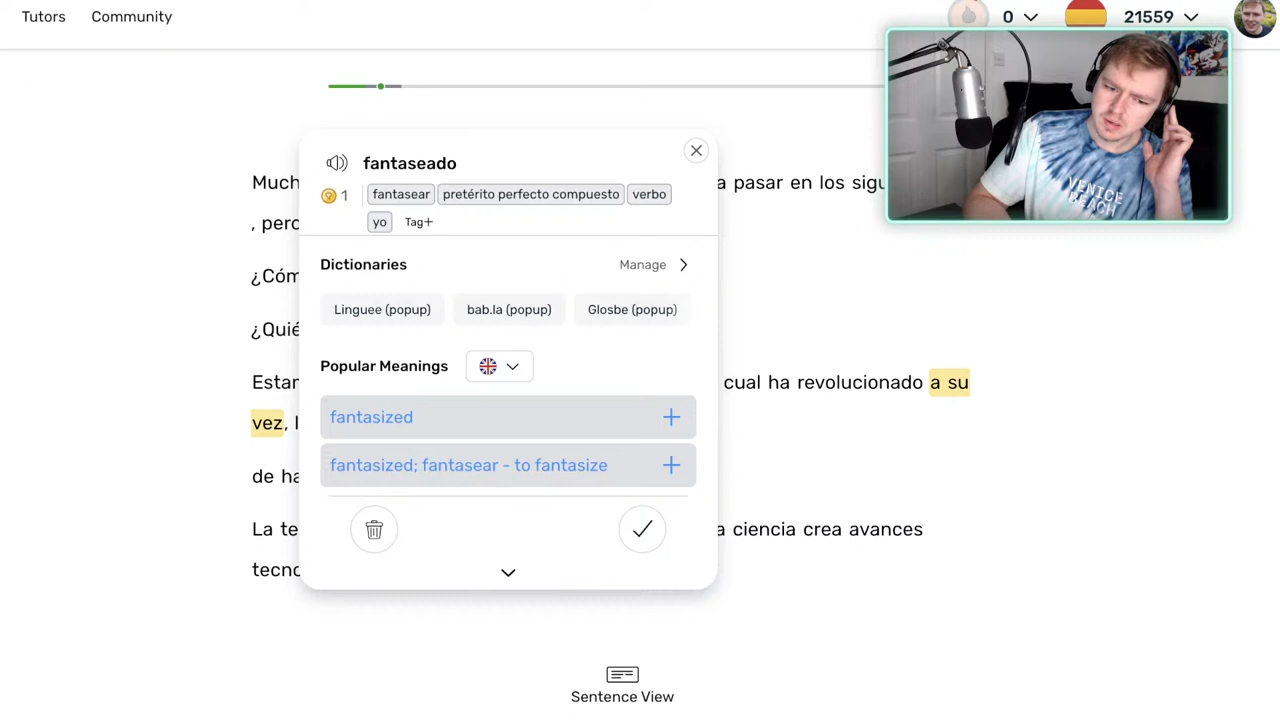 Tutors Community 0 21559
fantaseado
1 fantasear pretérito perfecto compuesto verbo
yo Tag+
Much a pasar en los sigu
, perc
¿Cóm
¿Quié
Dictionaries Manage
Linguee (popup) bab.la (popup) Glosbe (popup)
Popular Meanings
Estar cual ha revolucionado a su
vez, l
fantasized
fantasized; fantasear - to fantasize
de ha
La te a ciencia crea avances
tecno
VENICE
BEACH
Sentence View